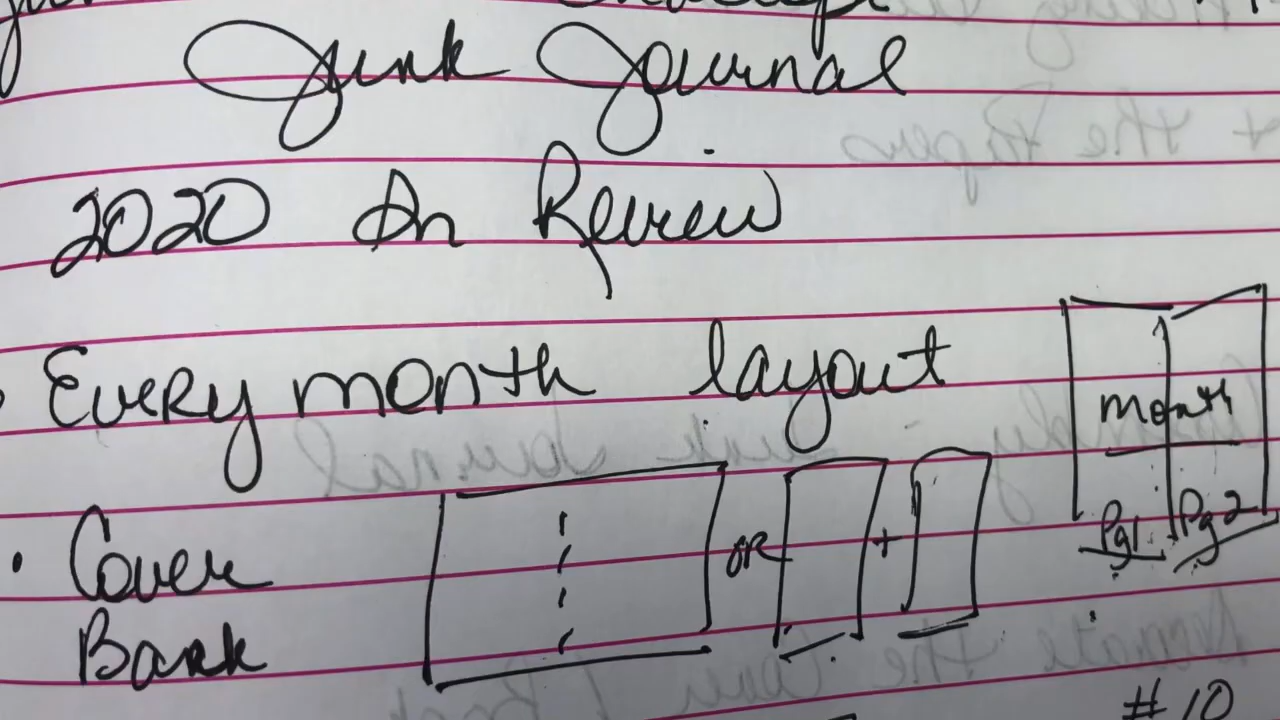 Junk Journal
2020 In Review
Every month layout
month
Pg1 Pg2
OR +
Cover
Back
#10